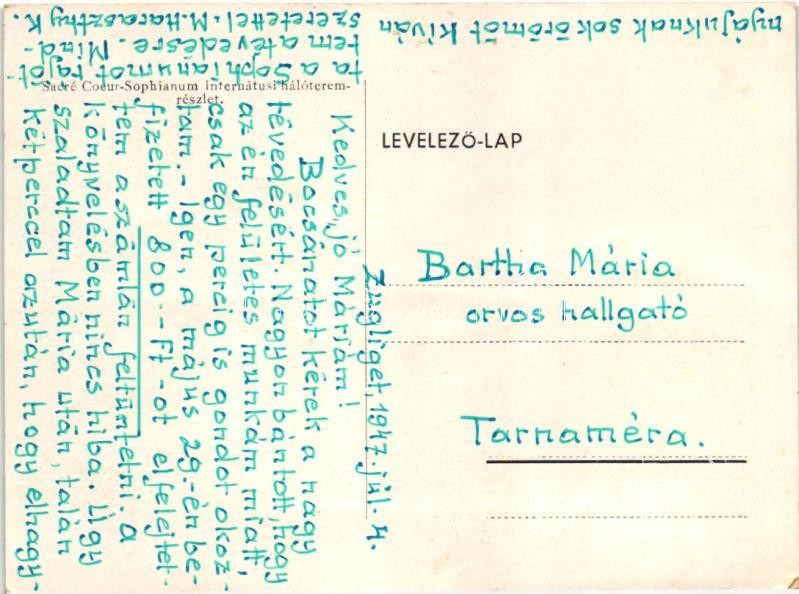 Sacré Coeur-Sophianum internátusi hálóterem-
részlet.
LEVELEZŐ-LAP
Bartha Mária
orvos hallgató
Tarnaméra.
Zugliget, 1947. júl. 4.
Kedves, jó Máriám!
Bocsánatot kérek a nagy
tévedésért. Nagyon bántott, hogy
az én felületes munkám miatt,
csak egy percig is gondot okoz-
tam. - Igen, a május 29.-én be-
fizetett 800.-ft-ot elfelejtet-
tem a számlán feltüntetni, a
könyvelésben nincs hiba. Úgy
szaladtam Mária után, talán
két perccel azután, hogy elhagy-
ta a Sophianumot rájöt-
tem a tévedésre. Mind-
nyájuknak sok örömöt kíván
szeretettel: M. Haraszthy K.